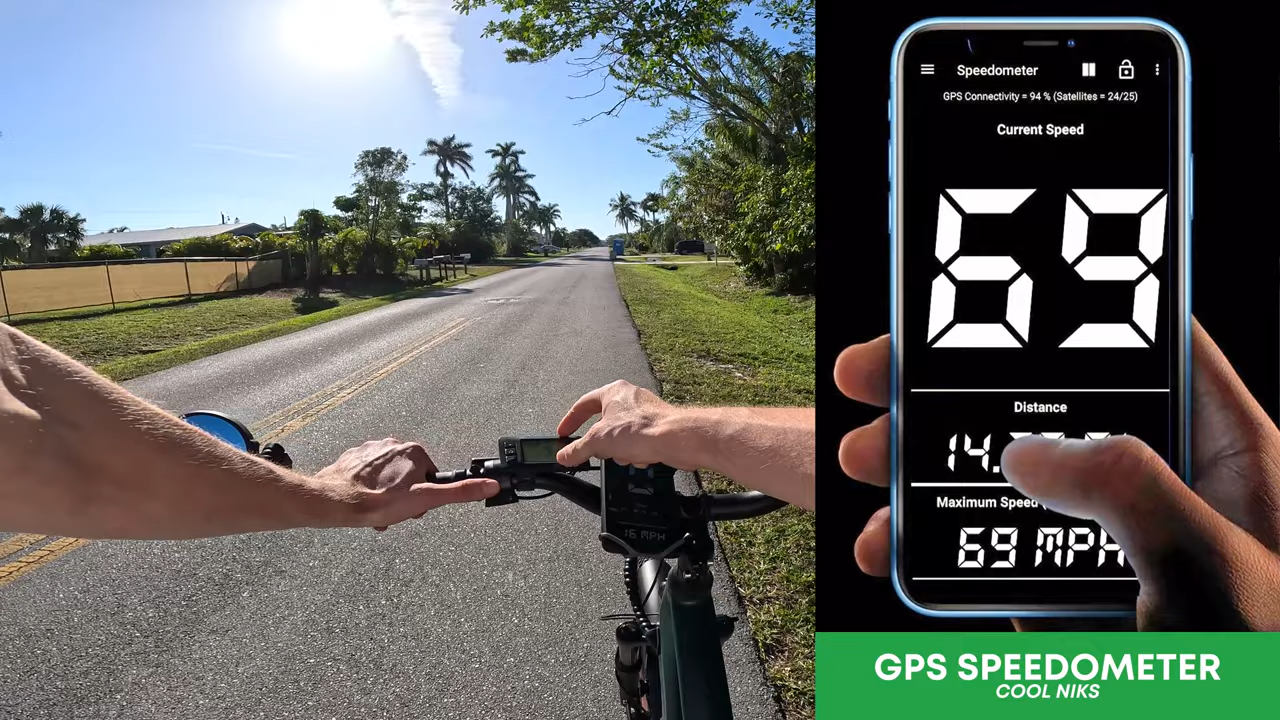 Speedometer
GPS Connectivity = 94 % (Satellites = 24/25)
Current Speed
69
Distance
14.
Maximum Speed
69 MPH
16 MPH
GPS SPEEDOMETER
COOL NIKS